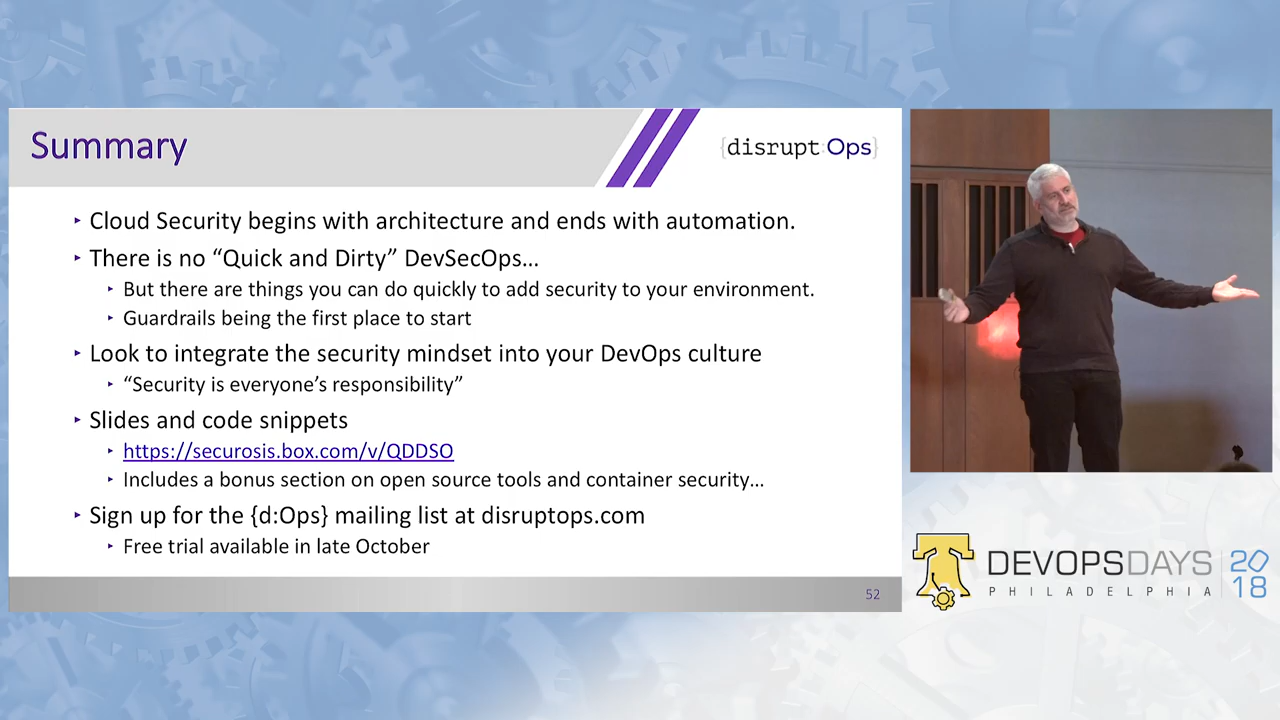 Summary
{disrupt:Ops}
‣ Cloud Security begins with architecture and ends with automation.
‣ There is no “Quick and Dirty” DevSecOps…
‣ But there are things you can do quickly to add security to your environment.
‣ Guardrails being the first place to start
‣ Look to integrate the security mindset into your DevOps culture
‣ “Security is everyone’s responsibility”
‣ Slides and code snippets
‣ https://securosis.box.com/v/QDDSO
‣ Includes a bonus section on open source tools and container security…
‣ Sign up for the {d:Ops} mailing list at disruptops.com
‣ Free trial available in late October
52
DEVOPSDAYS
PHILADELPHIA
20
18